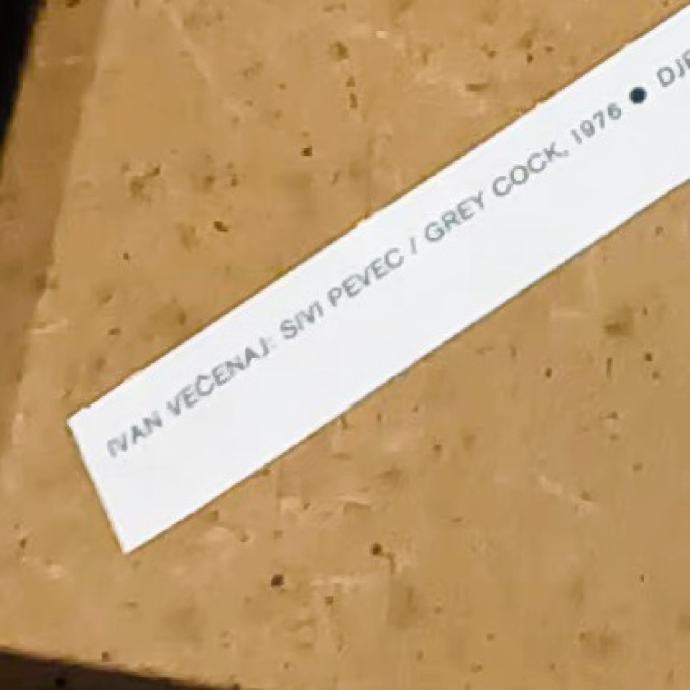 IVAN VEČENAJ: SIVI PEVEC / GREY COCK, 1976 ●